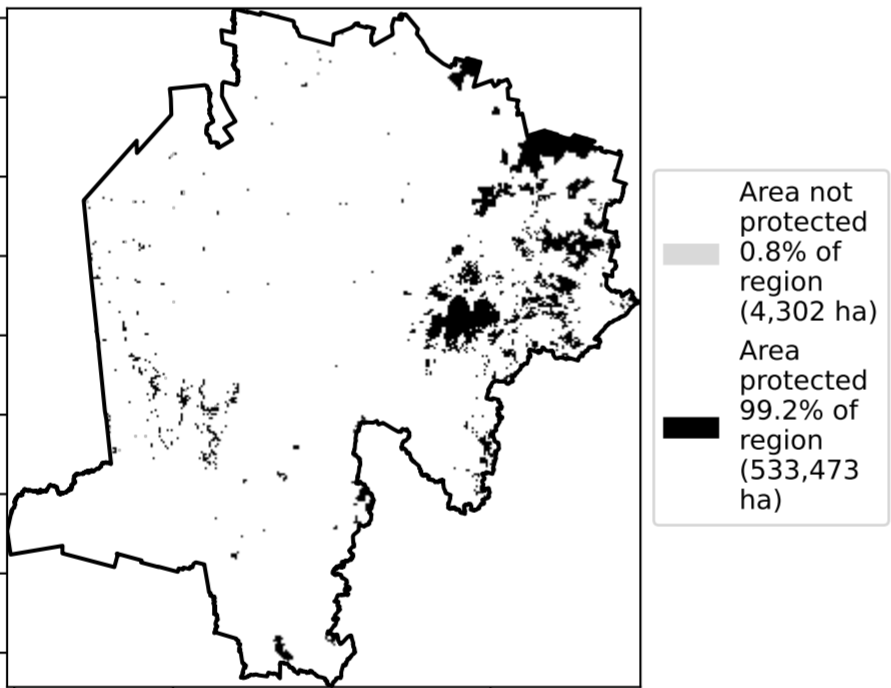 Area not
protected
0.8% of
region
(4,302 ha)
Area
protected
99.2% of
region
(533,473
ha)